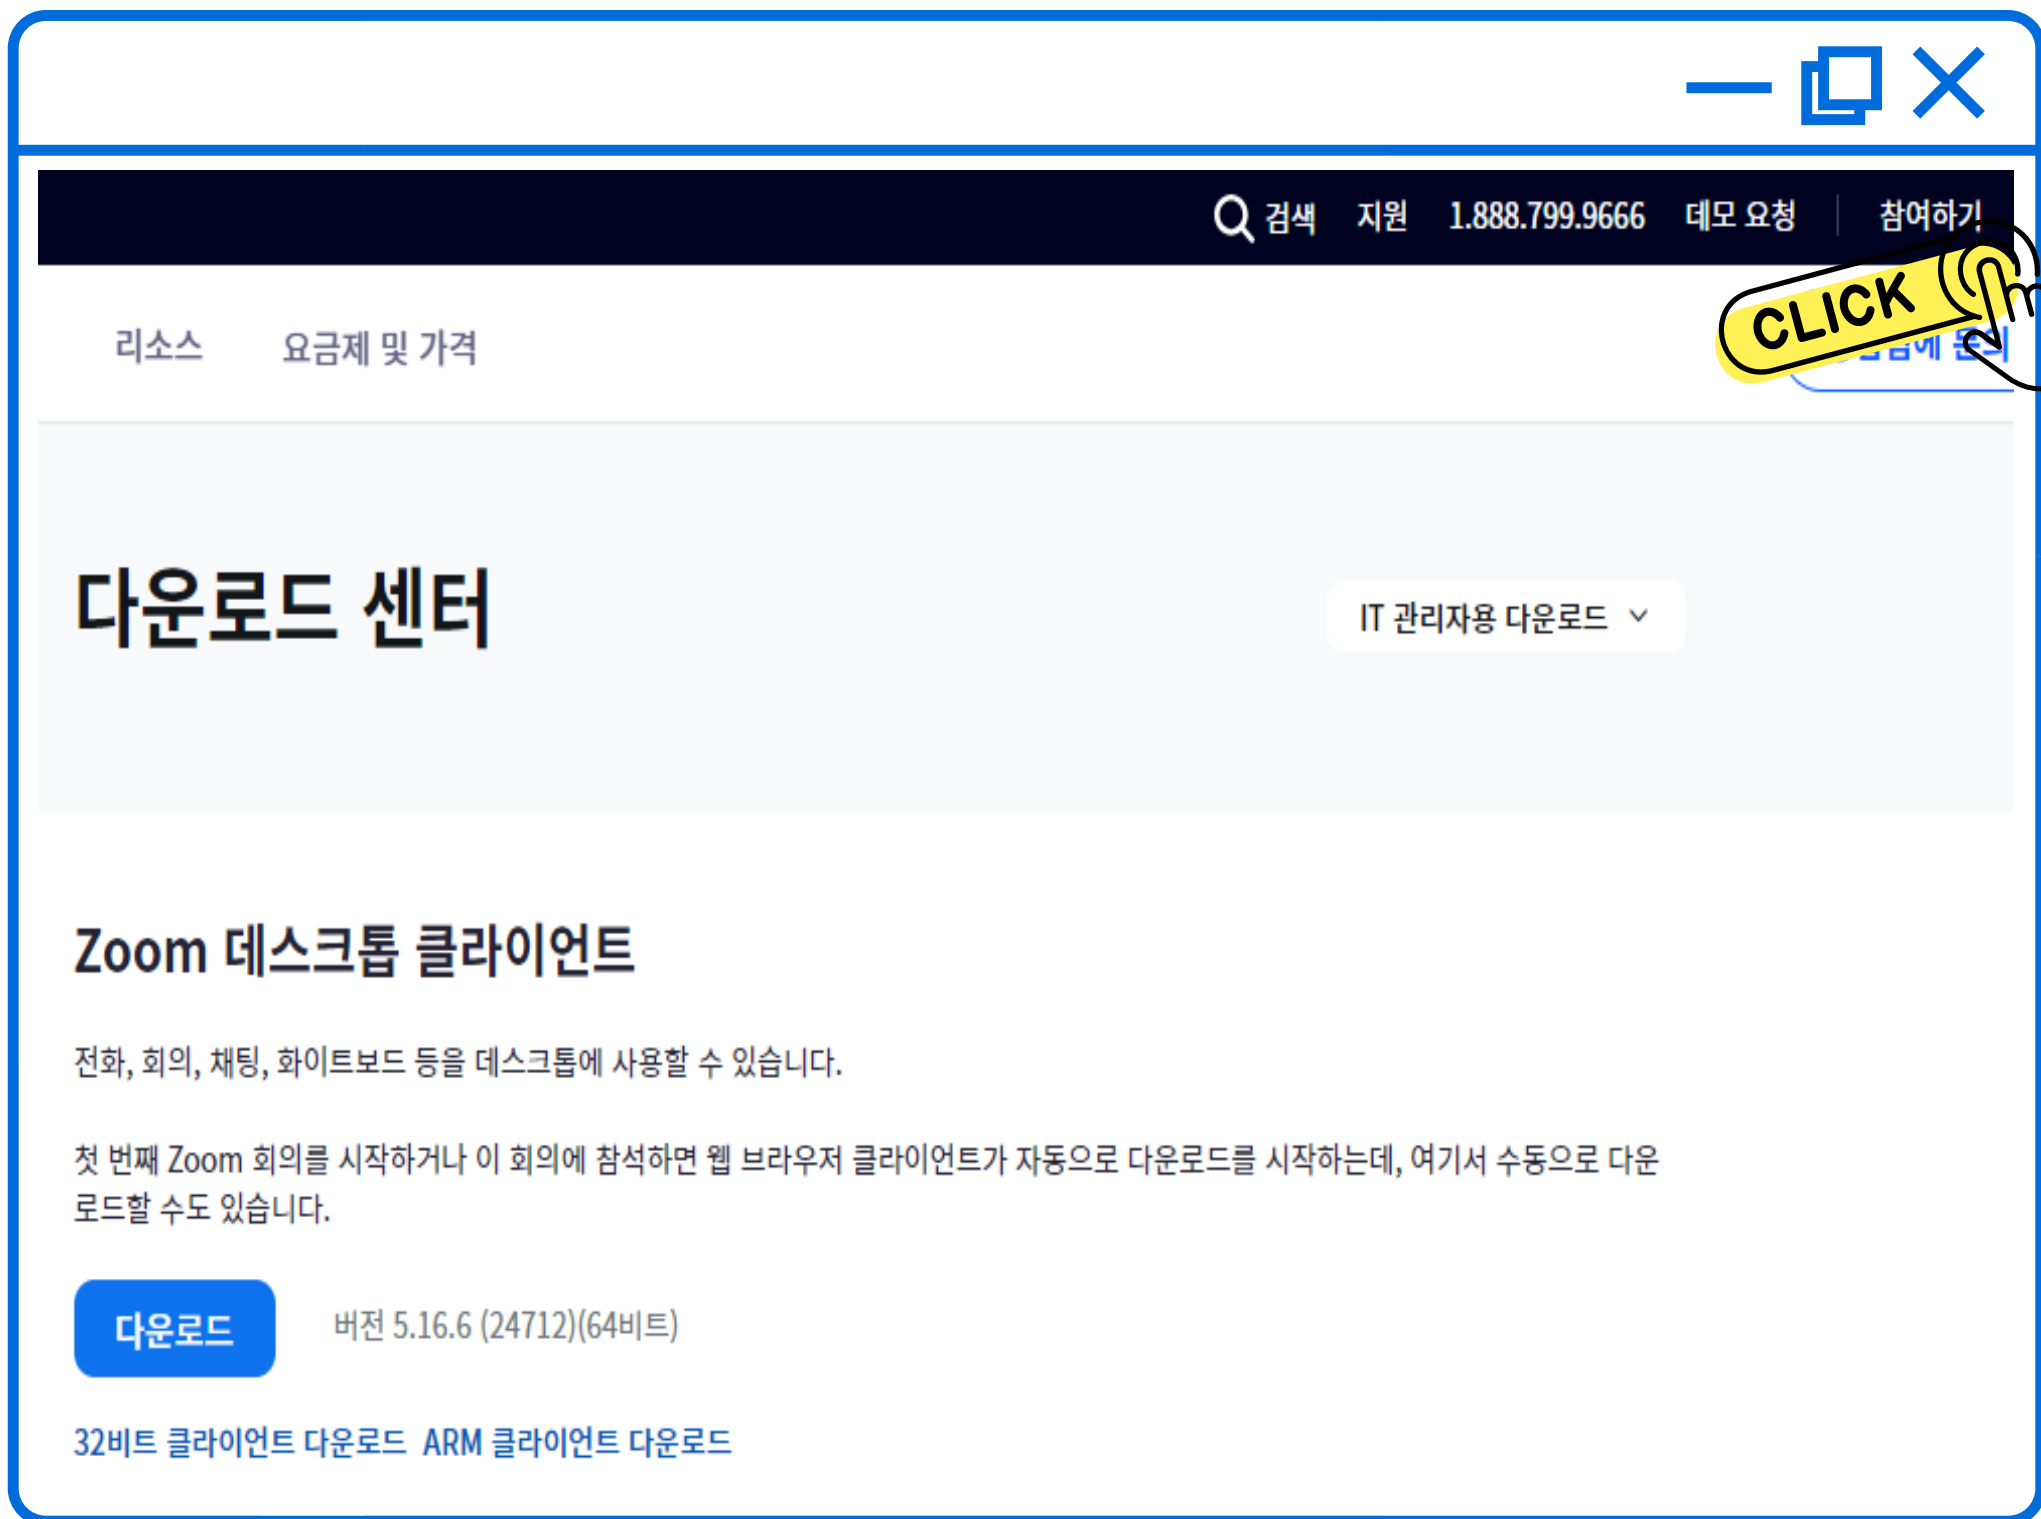 검색 지원 1.888.799.9666 데모 요청 참여하기
CLICK
리소스 요금제 및 가격 문의
다운로드 센터
IT 관리자용 다운로드
Zoom 데스크톱 클라이언트
전화, 회의, 채팅, 화이트보드 등을 데스크톱에 사용할 수 있습니다.
첫 번째 Zoom 회의를 시작하거나 이 회의에 참석하면 웹 브라우저 클라이언트가 자동으로 다운로드를 시작하는데, 여기서 수동으로 다운
로드할 수도 있습니다.
다운로드 버전 5.16.6 (24712)(64비트)
32비트 클라이언트 다운로드 ARM 클라이언트 다운로드